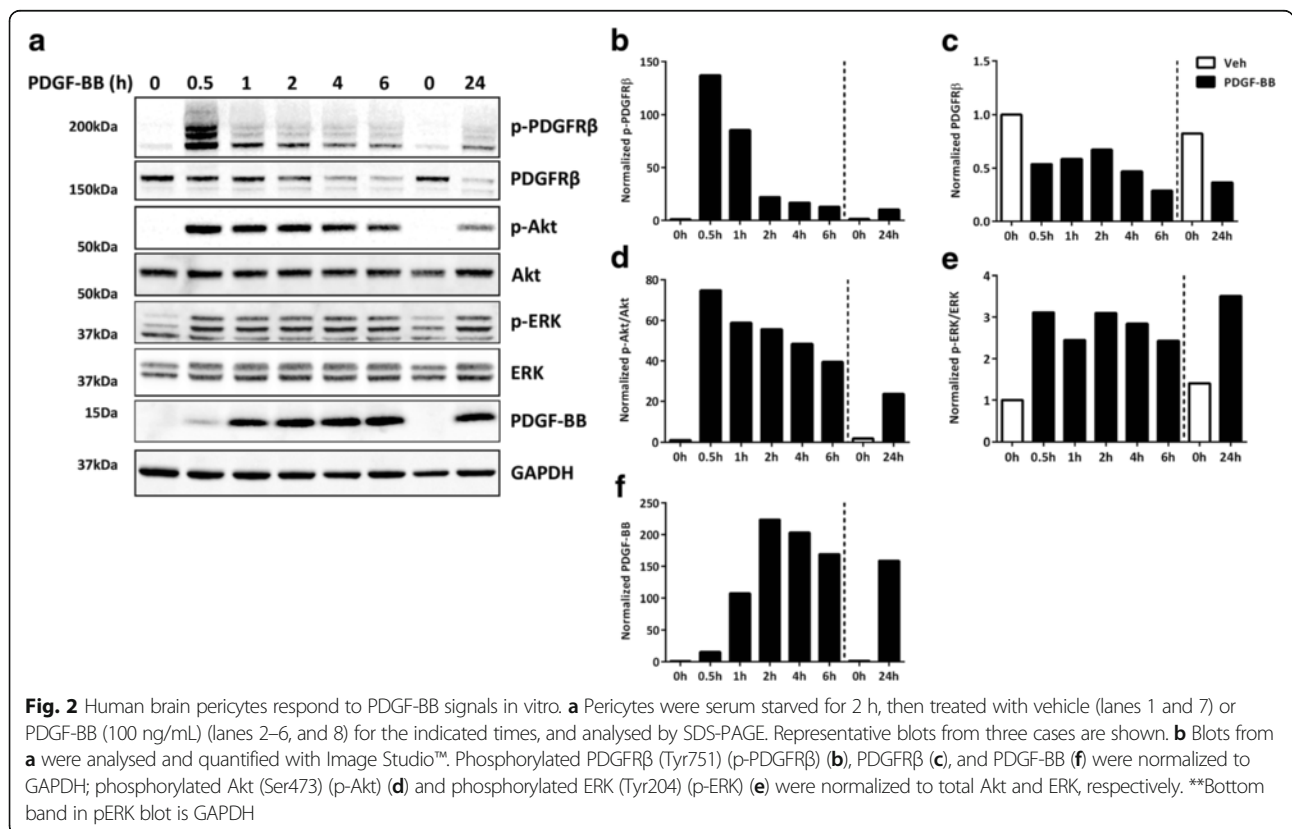 a
PDGF-BB (h) 0 0.5 1 2 4 6 0 24
200kDa
p-PDGFRβ
PDGFRβ
150kDa
p-Akt
50kDa
Akt
50kDa
p-ERK
37kDa
ERK
37kDa
15Da
PDGF-BB
37kDa
GAPDH
b
Normalized p-PDGFRβ
150
100
50
0
0h 0.5h 1h 2h 4h 6h 0h 24h
c
Normalized PDGFRβ
1.5
1.0
0.5
0.0
0h 0.5h 1h 2h 4h 6h 0h 24h
Veh
PDGF-BB
d
Normalized p-Akt/Akt
80
60
40
20
0
0h 0.5h 1h 2h 4h 6h 0h 24h
e
Normalized p-ERK/ERK
4
3
2
1
0
0h 0.5h 1h 2h 4h 6h 0h 24h
f
Normalized PDGF-BB
250
200
150
100
50
0
0h 0.5h 1h 2h 4h 6h 0h 24h
Fig. 2 Human brain pericytes respond to PDGF-BB signals in vitro. a Pericytes were serum starved for 2 h, then treated with vehicle (lanes 1 and 7) or
PDGF-BB (100 ng/mL) (lanes 2–6, and 8) for the indicated times, and analysed by SDS-PAGE. Representative blots from three cases are shown. b Blots from
a were analysed and quantified with Image Studio™. Phosphorylated PDGFRβ (Tyr751) (p-PDGFRβ) (b), PDGFRβ (c), and PDGF-BB (f) were normalized to
GAPDH; phosphorylated Akt (Ser473) (p-Akt) (d) and phosphorylated ERK (Tyr204) (p-ERK) (e) were normalized to total Akt and ERK, respectively. **Bottom
band in pERK blot is GAPDH